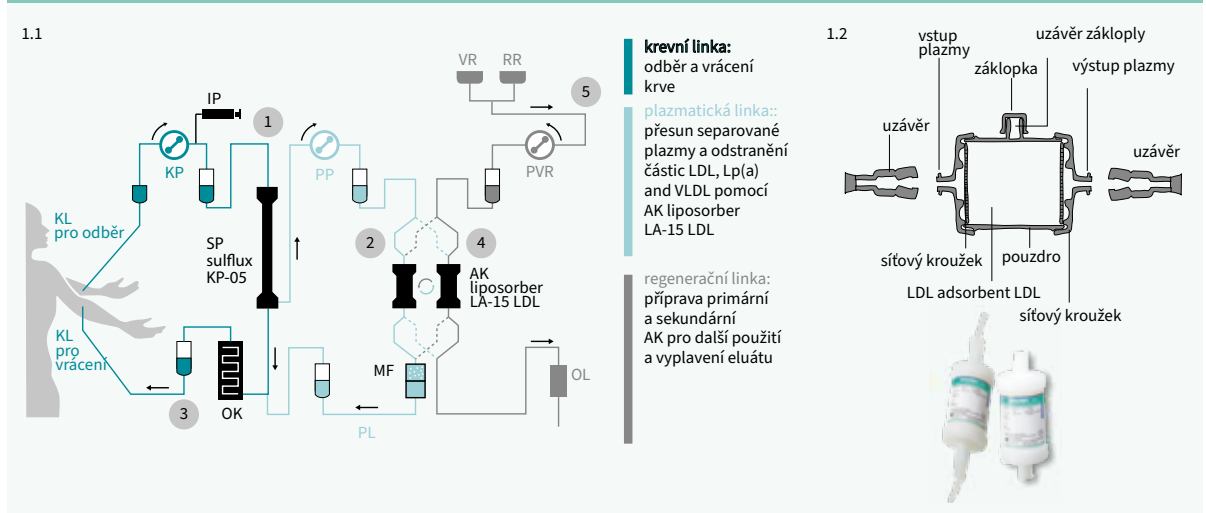 1.1
VR
RR
5
IP
1
KP
PP
PVR
KL
pro odběr
SP
sulflux
KP-05
2
4
AK
liposorber
LA-15 LDL
KL
pro
vrácení
3
OK
MF
PL
OL
krevní linka:
odběr a vrácení
krve
plazmatická linka::
přesun separované
plazmy a odstranění
částic LDL, Lp(a)
and VLDL pomocí
AK liposorber
LA-15 LDL
regenerační linka:
příprava primární
a sekundární
AK pro další použití
a vyplavení eluátu
1.2
vstup
plazmy
uzávěr zákloply
záklopka
výstup plazmy
uzávěr
uzávěr
síťový kroužek
pouzdro
LDL adsorbent LDL
síťový kroužek